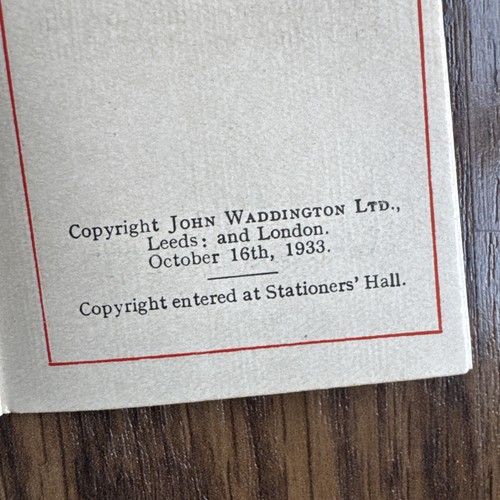 Copyright JOHN WADDINGTON LTD.,
Leeds: and London.
October 16th, 1933.
Copyright entered at Stationers' Hall.